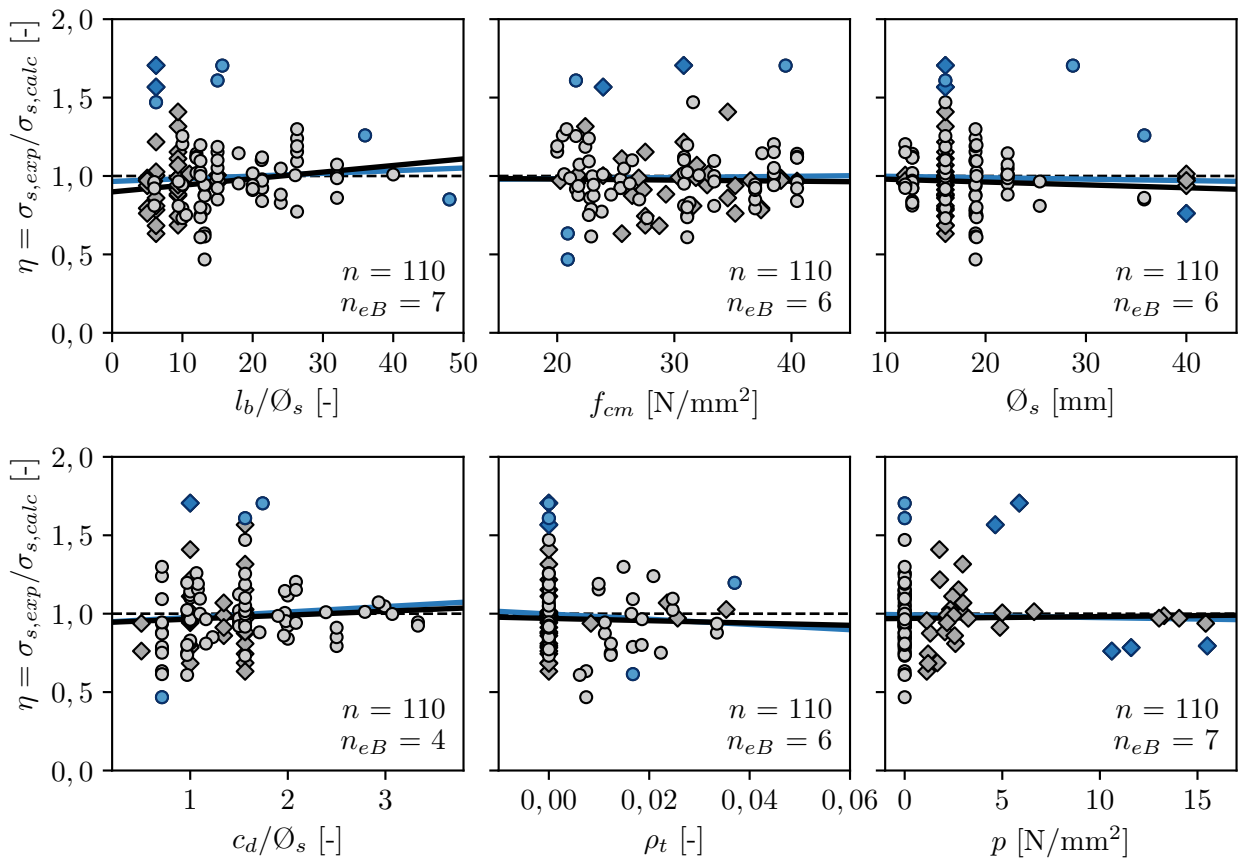 η = σs,exp/σs,calc [-]
2,0
1,5
1,0
0,5
0,0
n = 110
neB = 7
0 10 20 30 40 50
lb/Øs [-]
n = 110
neB = 6
20 30 40
fcm [N/mm²]
n = 110
neB = 6
10 20 30 40
Øs [mm]
η = σs,exp/σs,calc [-]
2,0
1,5
1,0
0,5
0,0
n = 110
neB = 4
1 2 3
cd/Øs [-]
n = 110
neB = 6
0,00 0,02 0,04 0,06
ρt [-]
n = 110
neB = 7
0 5 10 15
p [N/mm²]